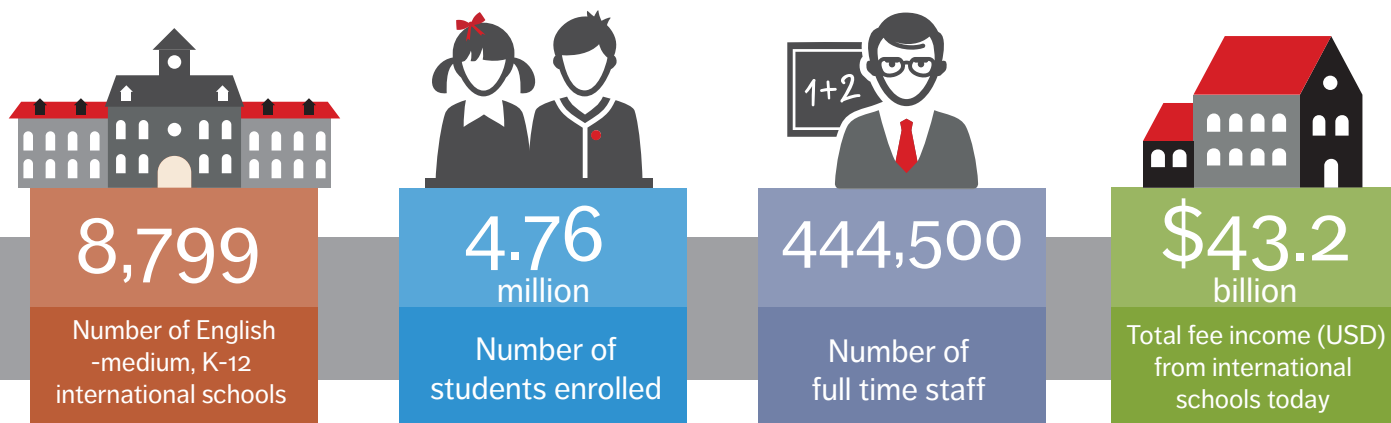 1+2
8,799
Number of English
-medium, K-12
international schools
4.76
million
Number of
students enrolled
444,500
Number of
full time staff
$43.2
billion
Total fee income (USD)
from international
schools today